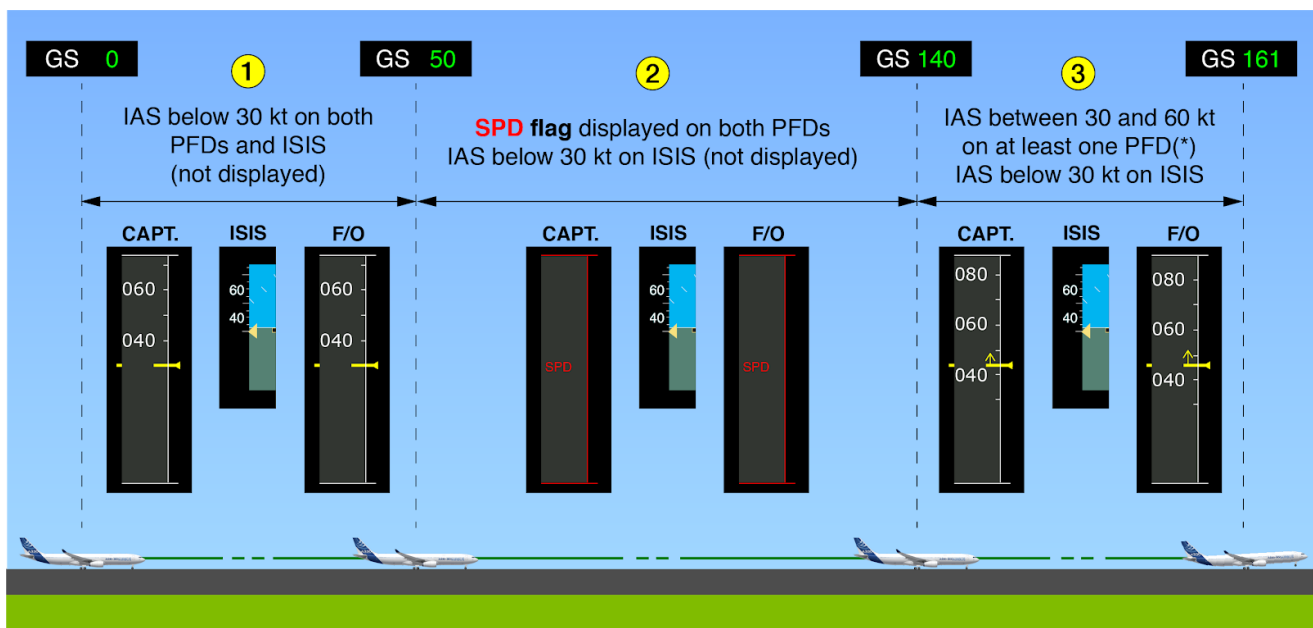 GS 0
GS 50
GS 140
GS 161
1
IAS below 30 kt on both
PFDs and ISIS
(not displayed)
2
SPD flag displayed on both PFDs
IAS below 30 kt on ISIS (not displayed)
3
IAS between 30 and 60 kt
on at least one PFD(*)
IAS below 30 kt on ISIS
CAPT.
060
040
ISIS
60
40
F/O
060
040
CAPT.
SPD
ISIS
60
40
F/O
SPD
CAPT.
080
060
040
ISIS
60
40
F/O
080
060
040